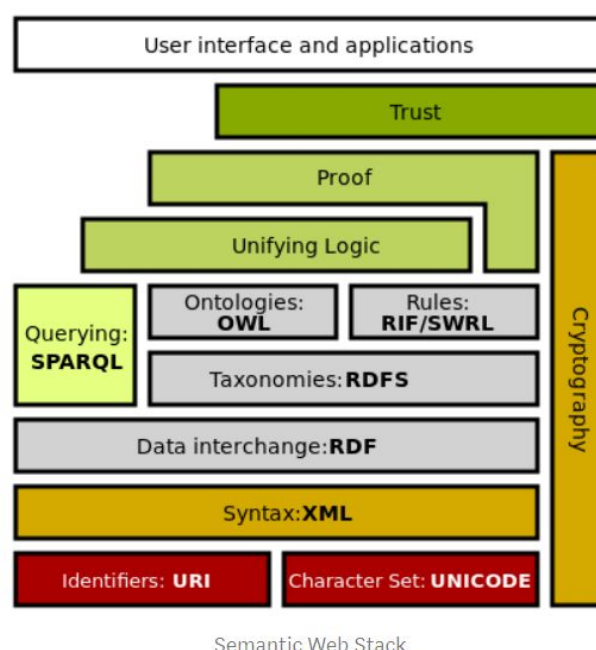 User interface and applications
Trust
Proof
Unifying Logic
Ontologies:
OWL
Rules:
RIF/SWRL
Querying:
SPARQL
Taxonomies: RDFS
Cryptography
Data interchange:RDF
Syntax:XML
Identifiers: URI
Character Set: UNICODE
Semantic Web Stack